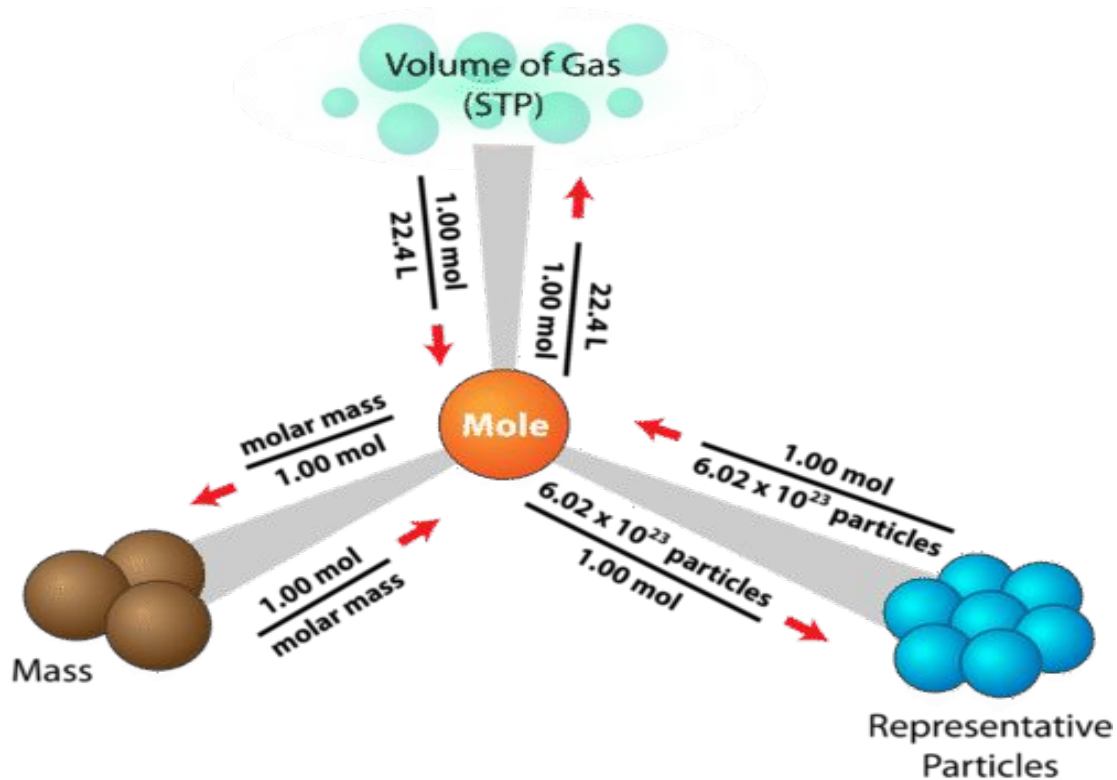 Volume of Gas
(STP)
1.00 mol
22.4 L
22.4 L
1.00 mol
Mole
molar mass
1.00 mol
1.00 mol
molar mass
1.00 mol
6.02 x 10²³ particles
6.02 x 10²³ particles
1.00 mol
Mass
Representative
Particles